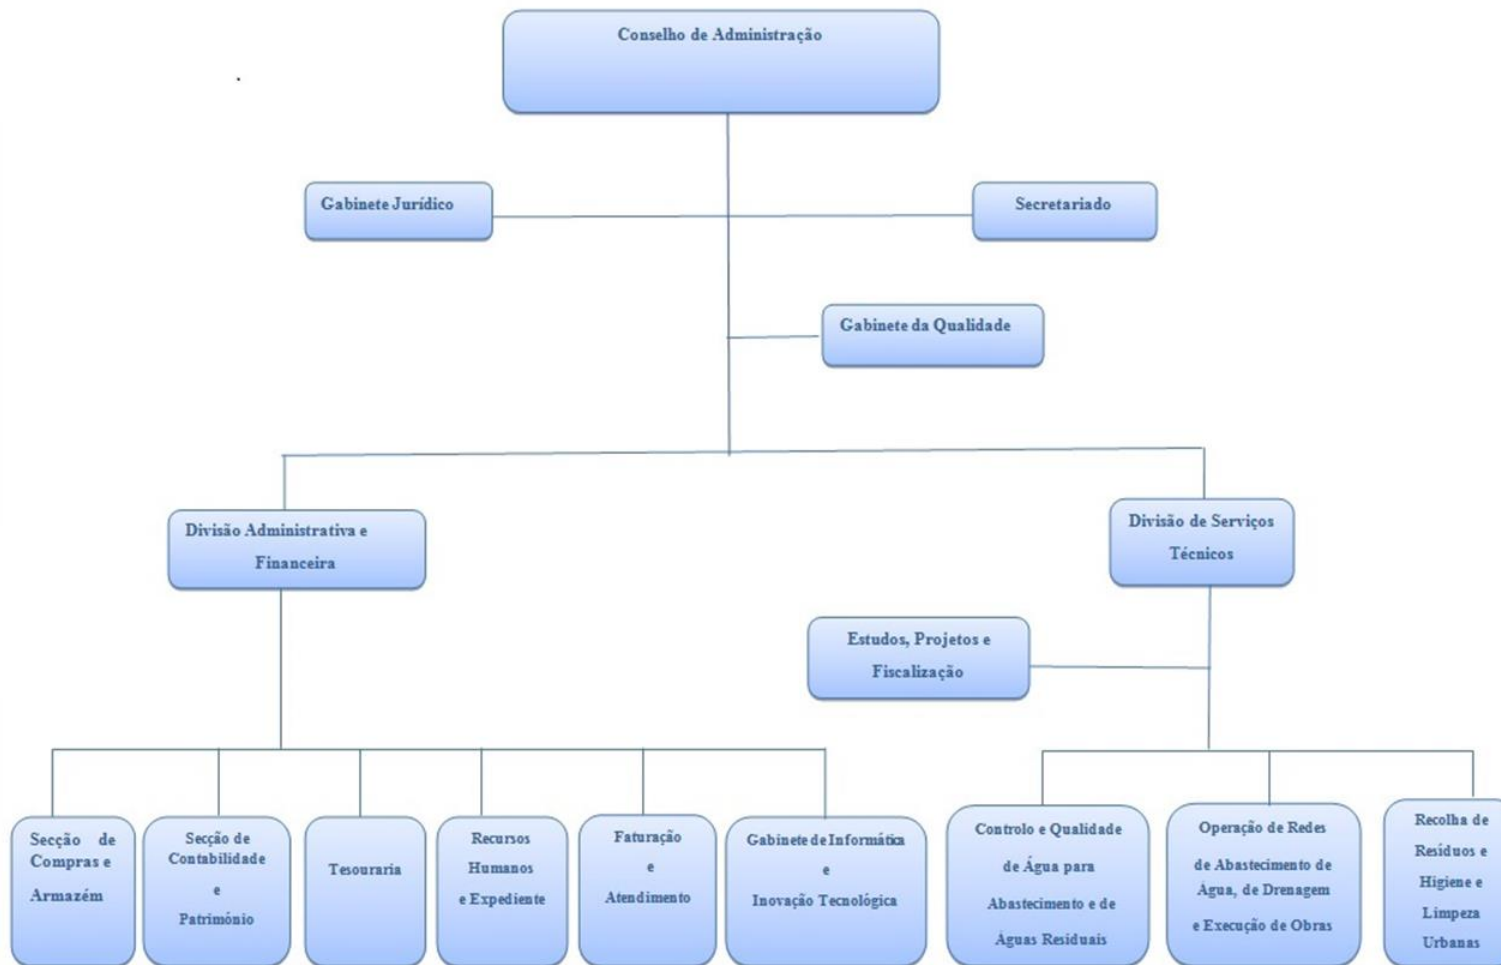 Conselho de Administração
Gabinete Jurídico
Secretariado
Gabinete da Qualidade
Divisão Administrativa e
Financeira
Divisão de Serviços
Técnicos
Estudos, Projetos e
Fiscalização
Secção de
Compras e
Armazém
Secção de
Contabilidade
e
Património
Tesouraria
Recursos
Humanos
e Expediente
Faturação
e
Atendimento
Gabinete de Informática
e
Inovação Tecnológica
Controlo e Qualidade
de Água para
Abastecimento e de
Águas Residuais
Operação de Redes
de Abastecimento de
Água, de Drenagem
e Execução de Obras
Recolha de
Resíduos e
Higiene e
Limpeza
Urbanas